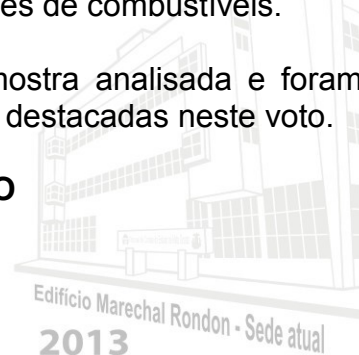 es de combustíveis.
nostra analisada e foram
destacadas neste voto.
O
Edifício Marechal Rondon - Sede atual
2013